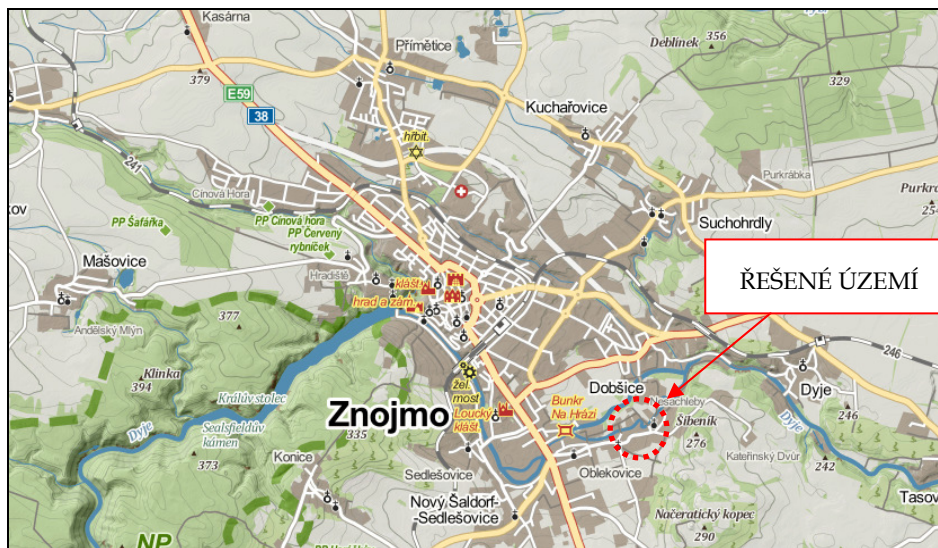 Kasárna
Přímětice
Deblínek
356
379
329
E59
38
Kuchařovice
hřbit.
241
Cínová Hora
Purkrábka
PP Šafářka
PP Cínová hora
PP Červený
rybníček
Suchohrdly
Mašovice
Hradiště
klášt.
hrad a zám.
ŘEŠENÉ ÚZEMÍ
Andělský Mlýn
377
246
Klinka
394
Králův stolec
žel.
most
Dobšice
Nesachleby
Dyje
Znojmo
Loucký
klášt.
Bunkr
Na Hrázi
Šibeník
276
246
Dyje
Sealsfieldův
kámen
335
Dyje
373
Konice
Sedlešovice
Oblekovice
Kateřinský Dvůr
242
Nový Šaldorf-
-Sedlešovice
Načeratický kopec
290
NP